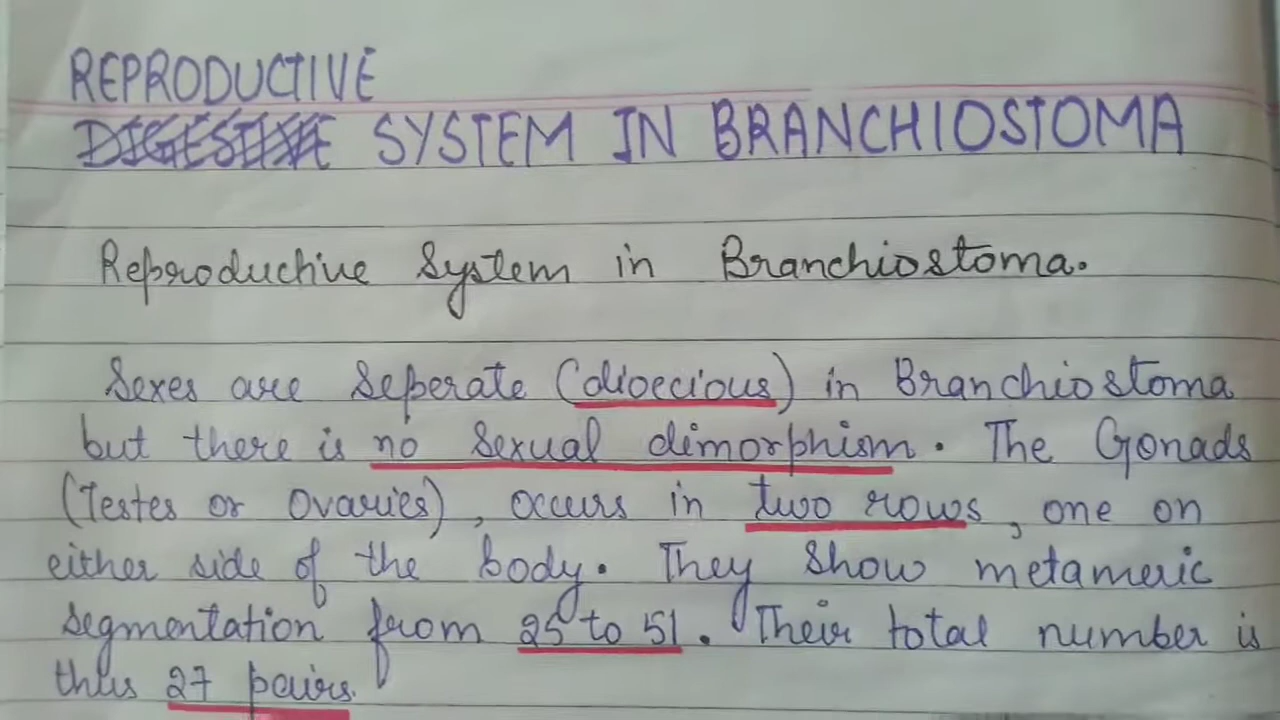 REPRODUCTIVE
DIGESTIVE SYSTEM IN BRANCHIOSTOMA
Reproductive System in Branchiostoma.
Sexes are Seperate (dioecious) in Branchiostoma
but there is no Sexual dimorphism. The Gonads
(Testes or Ovaries), occurs in two rows, one on
either side of the body. They show metameric
segmentation from 25 to 51. Their total number is
thus 27 pairs.